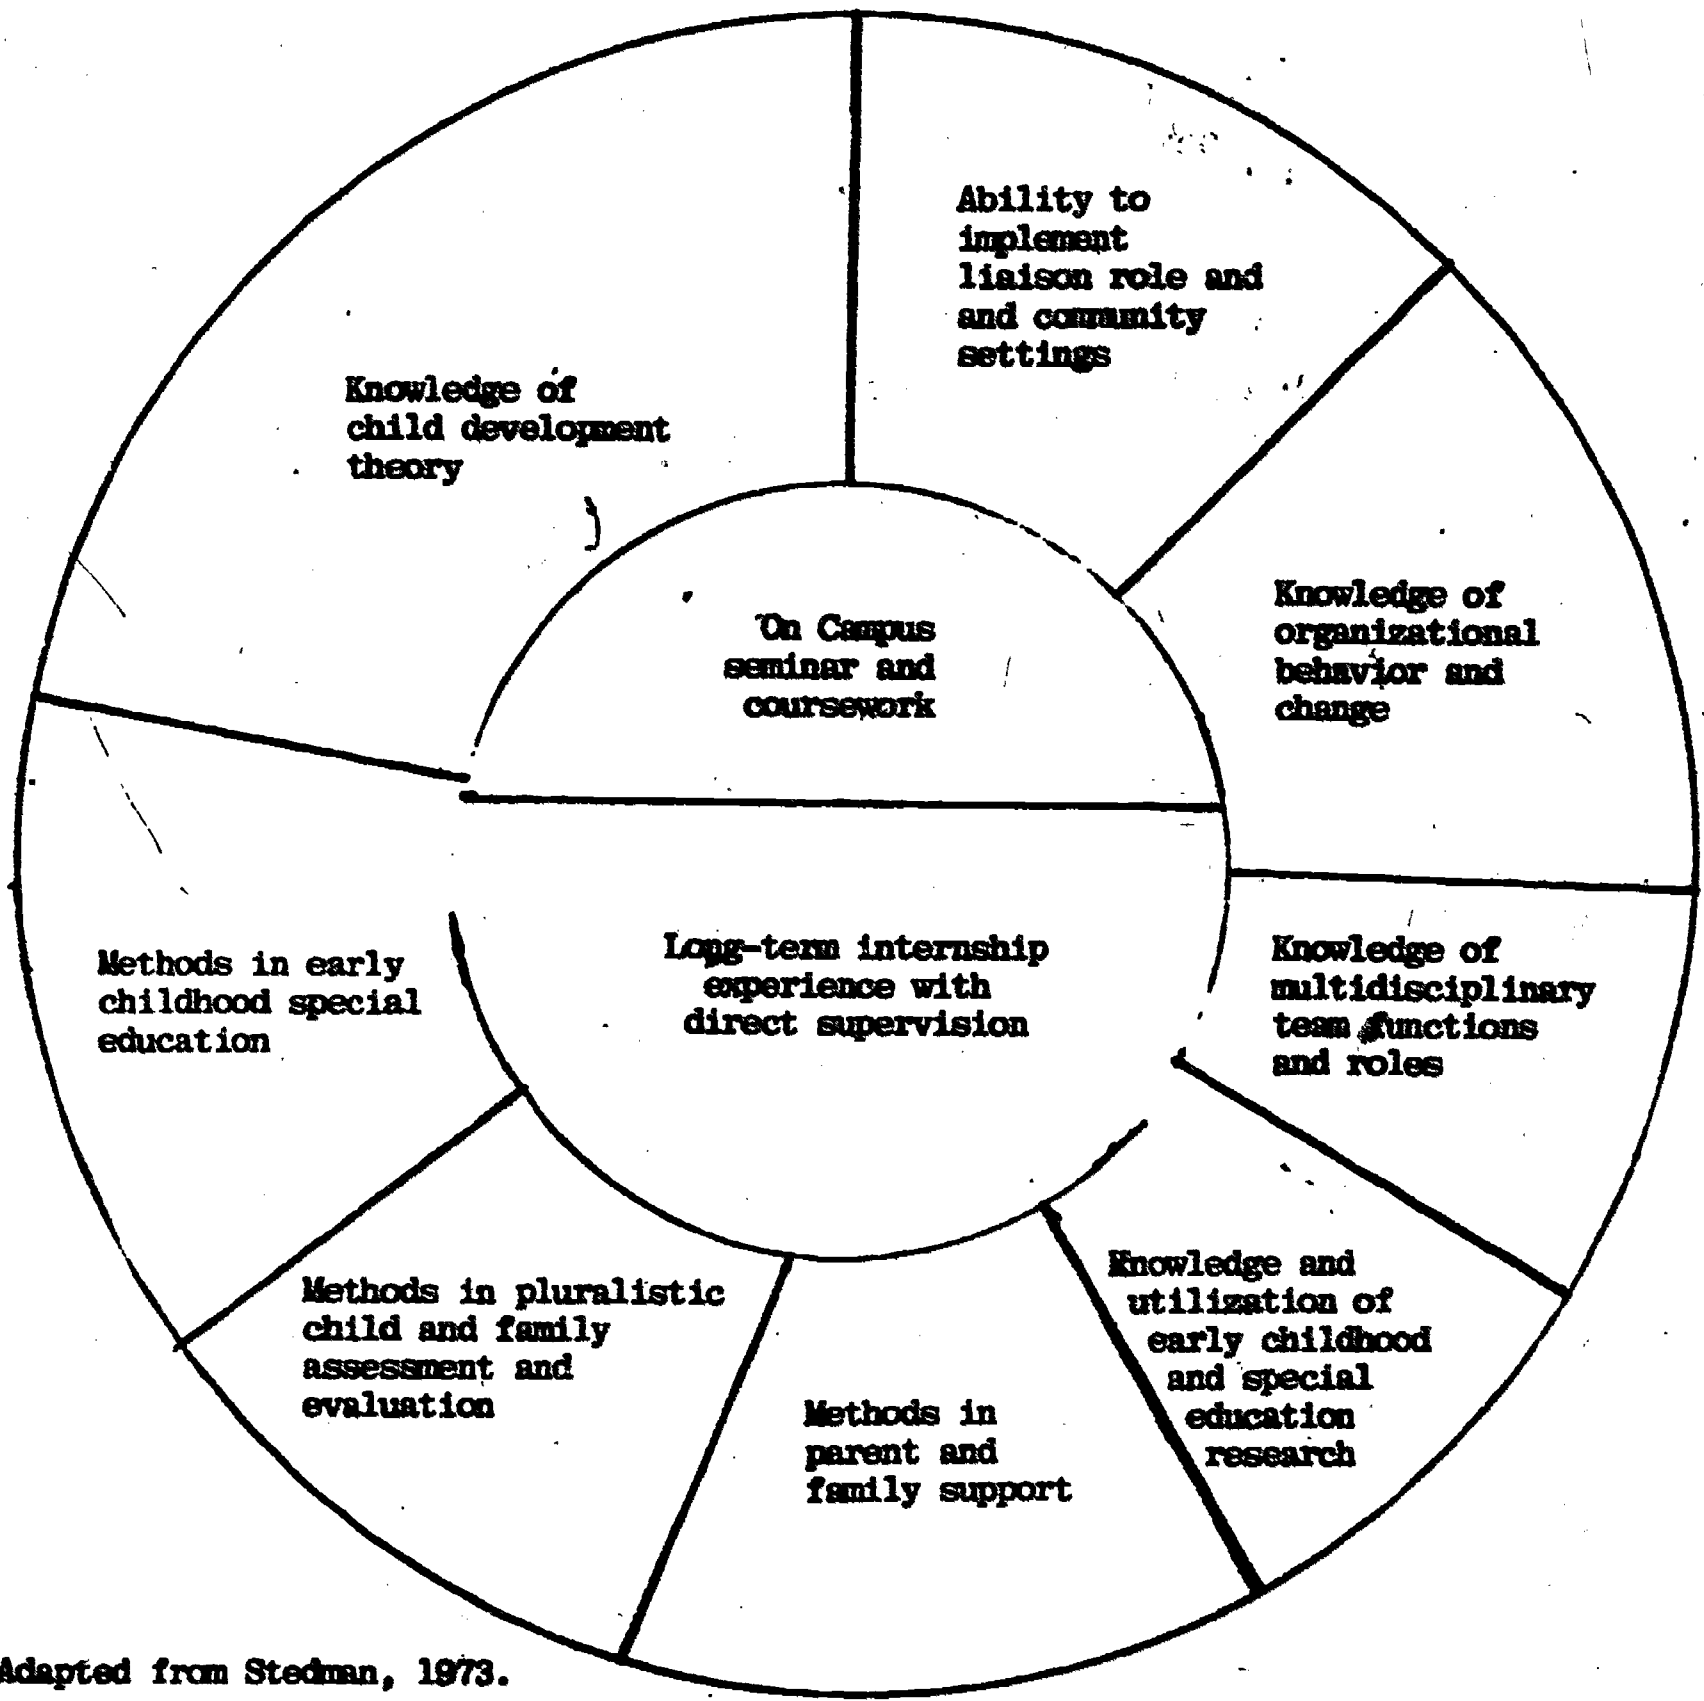 Ability to
implement
liaison role and
and community
settings
Knowledge of
child development
theory
Knowledge of
organizational
behavior and
change
On Campus
seminar and
coursework
Long-term internship
experience with
direct supervision
Knowledge of
multidisciplinary
team functions
and roles
Methods in early
childhood special
education
Knowledge and
utilization of
early childhood
and special
education
research
Methods in pluralistic
child and family
assessment and
evaluation
Methods in
parent and
family support
Adapted from Stedman, 1973.